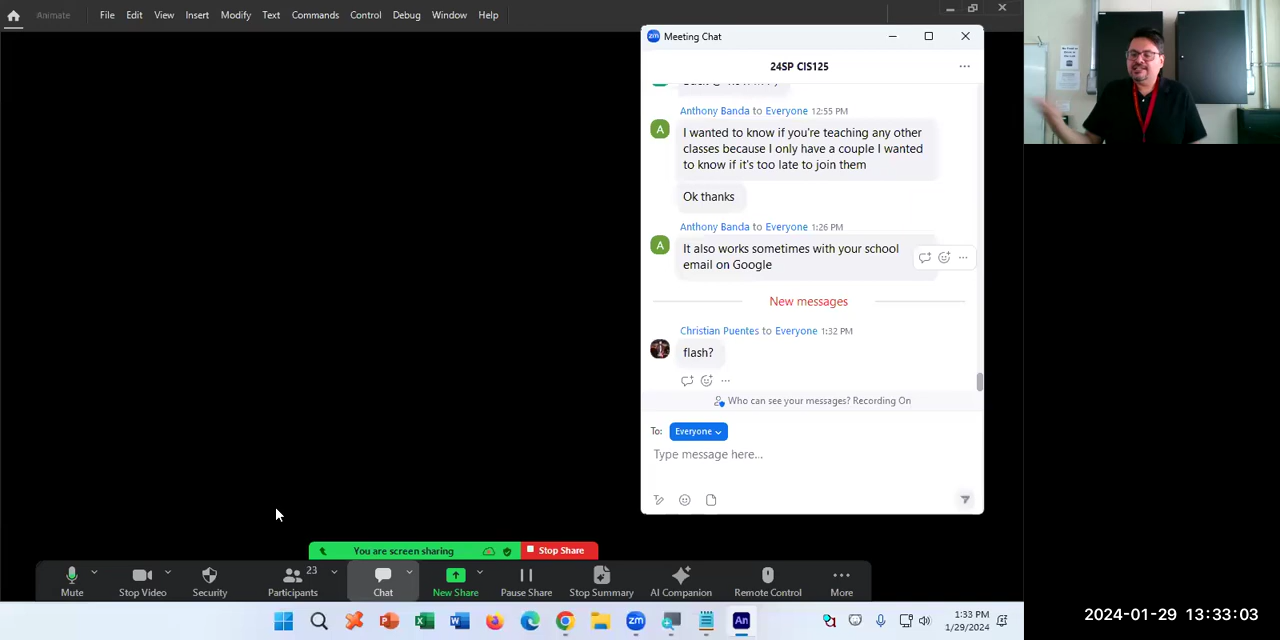 Animate
File Edit View Insert Modify Text Commands Control Debug Window Help
zm Meeting Chat
24SP CIS125
Anthony Banda to Everyone 12:55 PM
A
I wanted to know if you're teaching any other
classes because I only have a couple I wanted
to know if it's too late to join them
Ok thanks
Anthony Banda to Everyone 1:26 PM
A
It also works sometimes with your school
email on Google
New messages
Christian Puentes to Everyone 1:32 PM
flash?
Who can see your messages? Recording On
To: Everyone
Type message here...
You are screen sharing Stop Share
23
Mute Stop Video Security Participants Chat New Share Pause Share Stop Summary AI Companion Remote Control More
zm An
1:33 PM
1/29/2024
2024-01-29 13:33:03